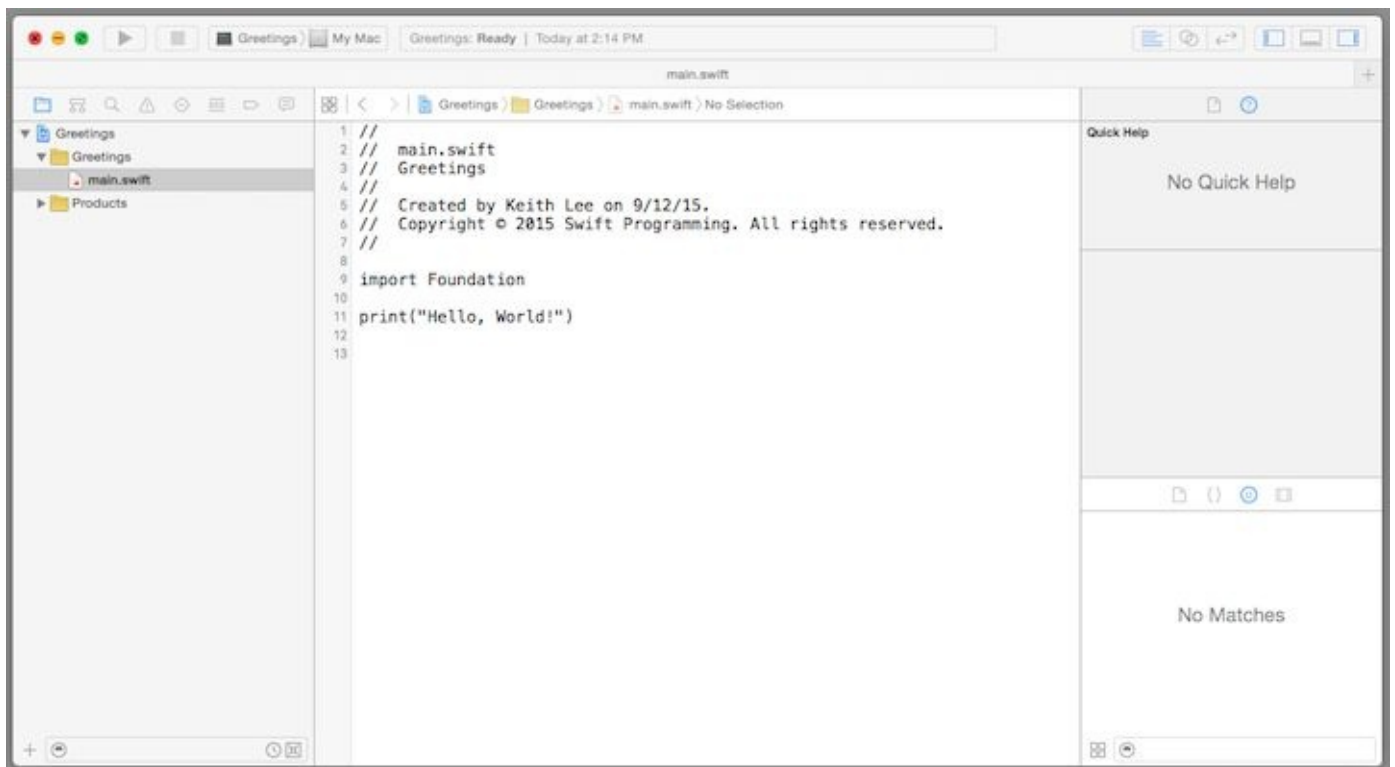 Greetings My Mac Greetings: Ready | Today at 2:14 PM
main.swift
Greetings Greetings main.swift No Selection
Greetings
Greetings
main.swift
Products
1 //
2 // main.swift
3 // Greetings
4 //
5 // Created by Keith Lee on 9/12/15.
6 // Copyright © 2015 Swift Programming. All rights reserved.
7 //
8
9 import Foundation
10
11 print("Hello, World!")
12
13
Quick Help
No Quick Help
No Matches